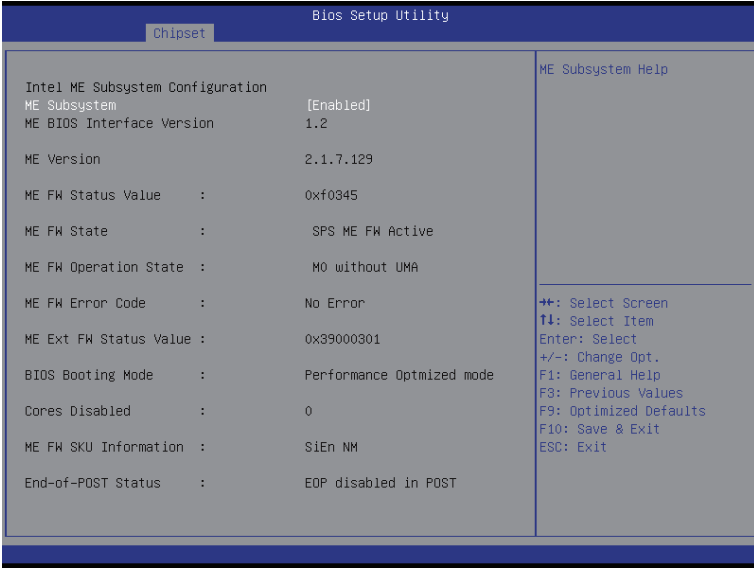 Bios Setup Utility
Chipset
Intel ME Subsystem Configuration
ME Subsystem [Enabled]
ME BIOS Interface Version 1.2
ME Version 2.1.7.129
ME FW Status Value : 0xf0345
ME FW State : SPS ME FW Active
ME FW Operation State : M0 without UMA
ME FW Error Code : No Error
ME Ext FW Status Value : 0x39000301
BIOS Booting Mode : Performance Optmized mode
Cores Disabled : 0
ME FW SKU Information : SiEn NM
End-of-POST Status : EOP disabled in POST
ME Subsystem Help
→←: Select Screen
↑↓: Select Item
Enter: Select
+/-: Change Opt.
F1: General Help
F3: Previous Values
F9: Optimized Defaults
F10: Save & Exit
ESC: Exit